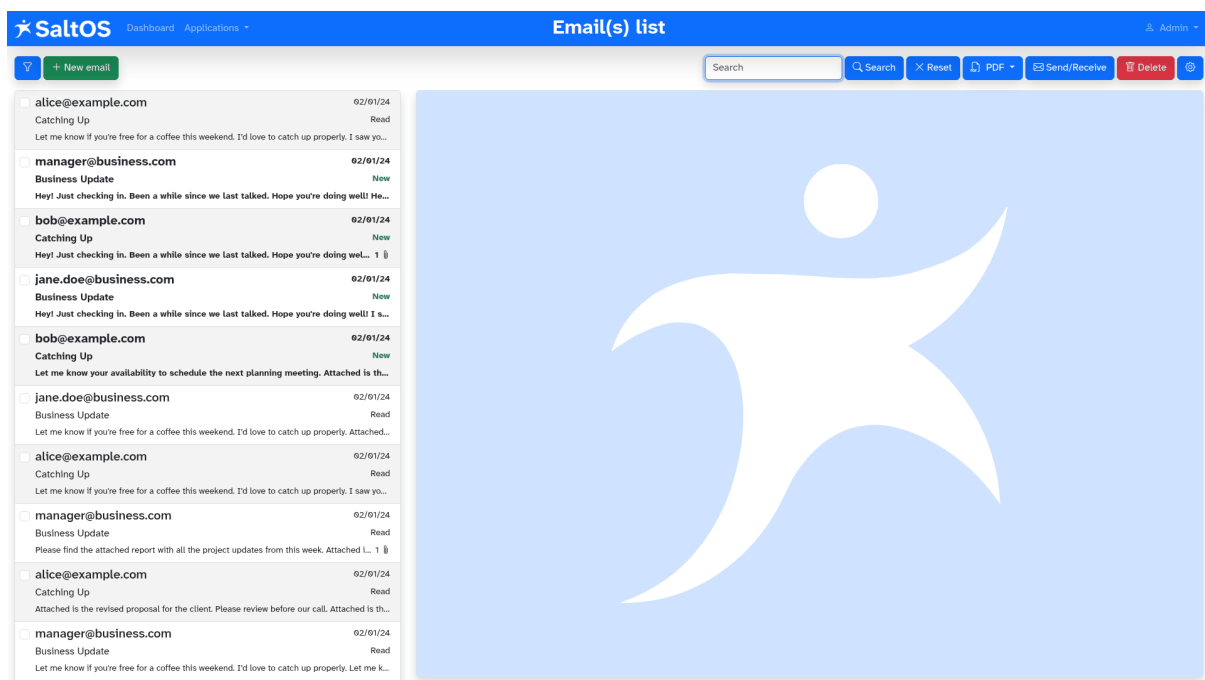 SaltOS Dashboard Applications Email(s) list Admin
+ New email Search Search Reset PDF Send/Receive Delete
alice@example.com 02/01/24
Catching Up Read
Let me know if you're free for a coffee this weekend. I'd love to catch up properly. I saw yo...
manager@business.com 02/01/24
Business Update New
Hey! Just checking in. Been a while since we last talked. Hope you're doing well! He...
bob@example.com 02/01/24
Catching Up New
Hey! Just checking in. Been a while since we last talked. Hope you're doing wel... 1
jane.doe@business.com 02/01/24
Business Update New
Hey! Just checking in. Been a while since we last talked. Hope you're doing well! I s...
bob@example.com 02/01/24
Catching Up New
Let me know your availability to schedule the next planning meeting. Attached is th...
jane.doe@business.com 02/01/24
Business Update Read
Let me know if you're free for a coffee this weekend. I'd love to catch up properly. Attached...
alice@example.com 02/01/24
Catching Up Read
Let me know if you're free for a coffee this weekend. I'd love to catch up properly. I saw yo...
manager@business.com 02/01/24
Business Update Read
Please find the attached report with all the project updates from this week. Attached i... 1
alice@example.com 02/01/24
Catching Up Read
Attached is the revised proposal for the client. Please review before our call. Attached is th...
manager@business.com 02/01/24
Business Update Read
Let me know if you're free for a coffee this weekend. I'd love to catch up properly. Let me k...